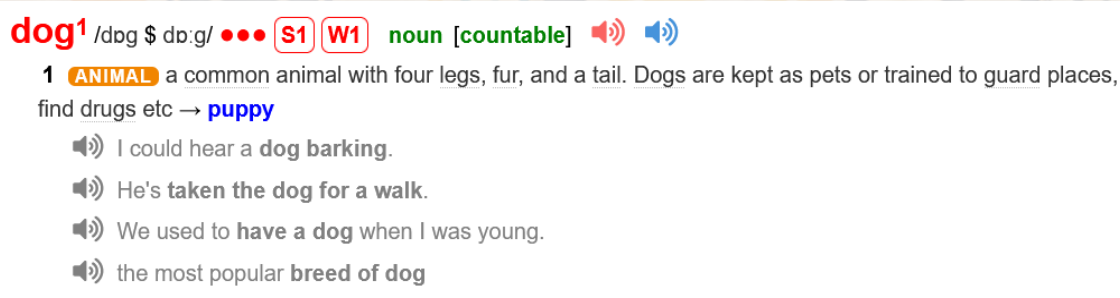 dog¹ /dɒɡ $ dɒːɡ/ ●●● S1 W1 noun [countable]
1 ANIMAL a common animal with four legs, fur, and a tail. Dogs are kept as pets or trained to guard places,
find drugs etc → puppy
I could hear a dog barking.
He's taken the dog for a walk.
We used to have a dog when I was young.
the most popular breed of dog